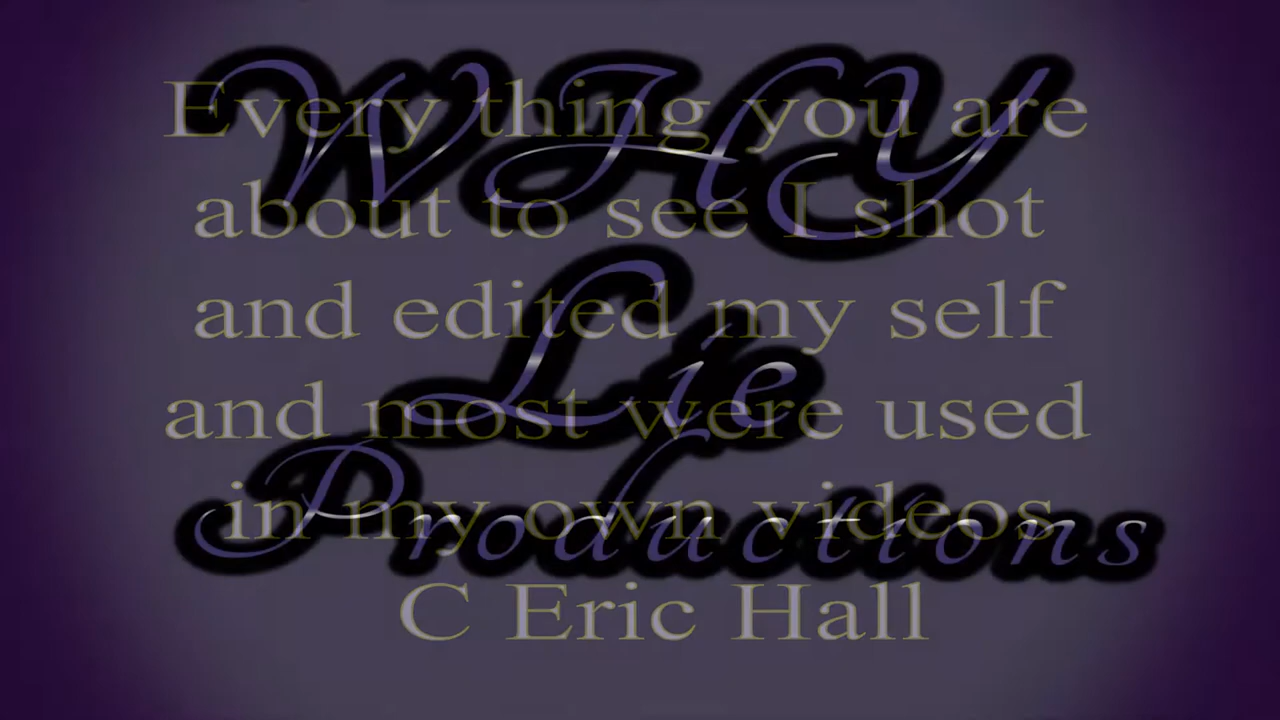 WHY
Lie
Productions
Every thing you are
about to see I shot
and edited my self
and most were used
in my own videos
C Eric Hall